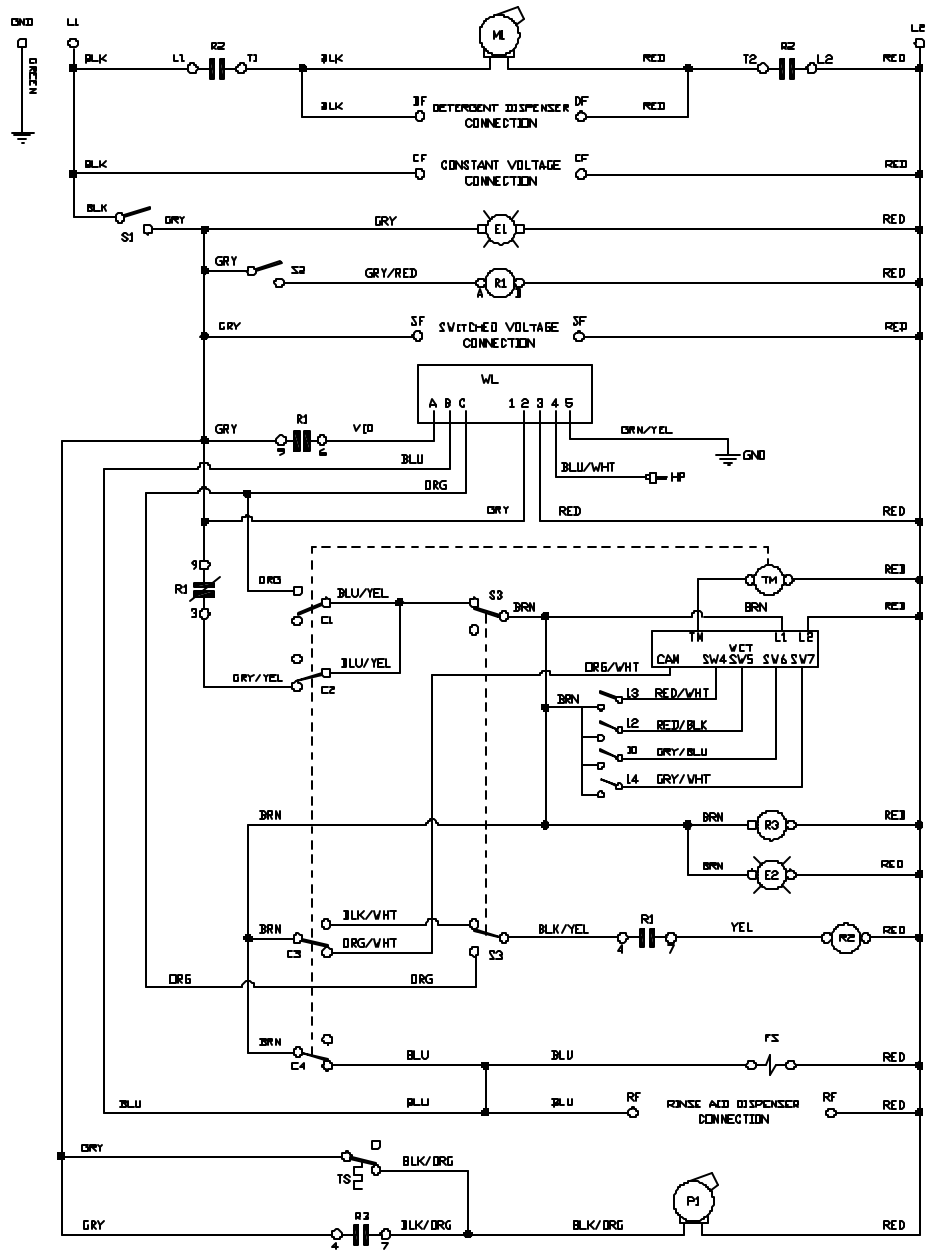 GND L1 L2
GREEN
BLK L1 R2 T1 BLK M1 RED T2 R2 L2 RED
BLK DF DETERGENT DISPENSER DF RED
CONNECTION
BLK CF CONSTANT VOLTAGE CF RED
CONNECTION
BLK S1 GRY GRY E1 RED
GRY S2 GRY/RED A R1 B RED
GRY SF SWITCHED VOLTAGE SF RED
CONNECTION
WL
A B C 1 2 3 4 5
GRY R1 VIO GRN/YEL
6
BLU BLU/WHT GND
HP
ORG
GRY RED RED
9 R1 3
ORG BLU/YEL C1 S3 BRN TM RED
BRN RED
TM L1 L2
WCT
CAM SW4 SW5 SW6 SW7
GRY/YEL BLU/YEL C2 ORG/WHT
BRN L3 RED/WHT
L2 RED/BLK
ID GRY/BLU
L4 GRY/WHT
BRN BRN R3 RED
BRN E2 RED
BLK/WHT
BRN C3 ORG/WHT S3 BLK/YEL 4 R1 7 YEL R2 RED
ORG ORG
BRN C4 BLU BLU FS RED
BLU BLU BLU RF RINSE AID DISPENSER RF RED
CONNECTION
GRY TS BLK/ORG
GRY 4 R3 7 BLK/ORG BLK/ORG P1 RED